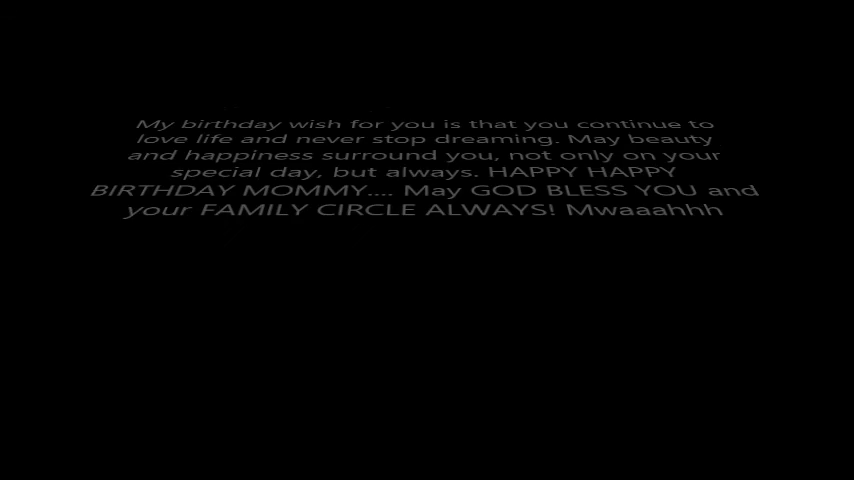 My birthday wish for you is that you continue to
love life and never stop dreaming. May beauty
and happiness surround you, not only on your
special day, but always. HAPPY HAPPY
BIRTHDAY MOMMY.... May GOD BLESS YOU and
your FAMILY CIRCLE ALWAYS! Mwaaahhh